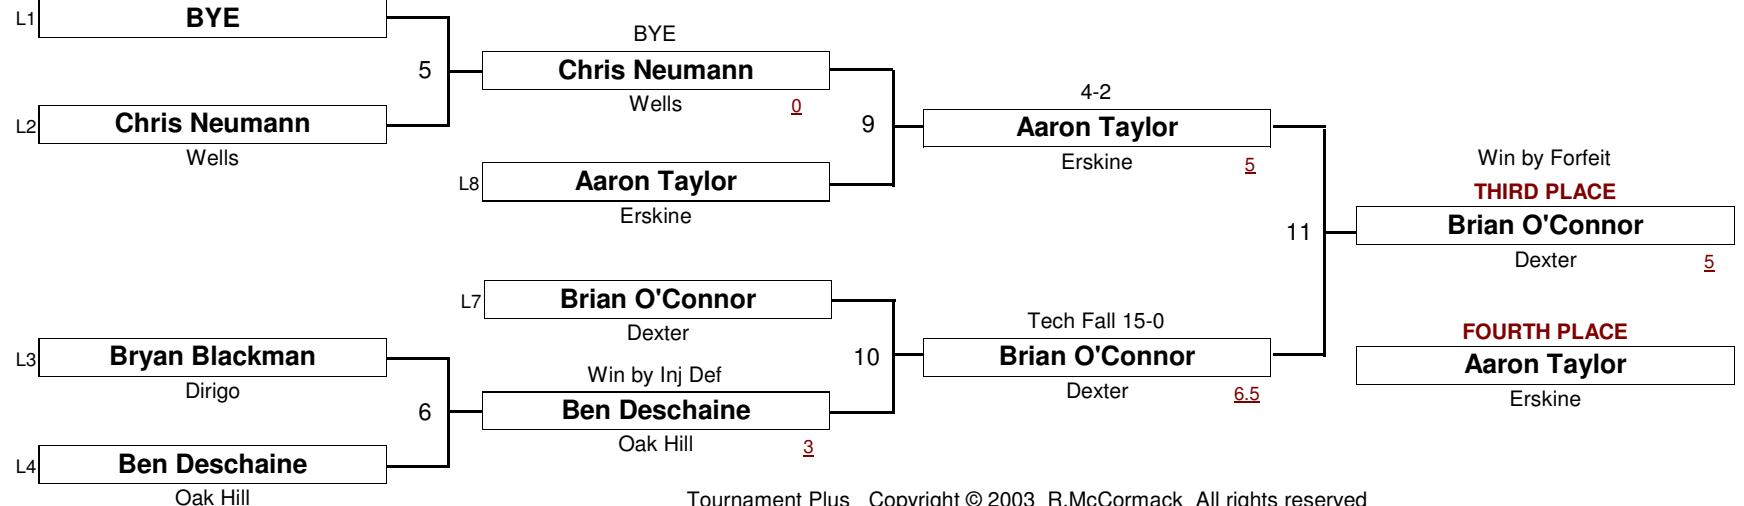 L1 BYE
BYE
5 Chris Neumann
Wells 0
L2 Chris Neumann
Wells
4-2
9 Aaron Taylor
Erskine 5
L8 Aaron Taylor
Erskine
Win by Forfeit
THIRD PLACE
11 Brian O'Connor
Dexter 5
L7 Brian O'Connor
Dexter
Tech Fall 15-0
10 Brian O'Connor
Dexter 6.5
FOURTH PLACE
Aaron Taylor
Erskine
L3 Bryan Blackman
Dirigo
Win by Inj Def
6 Ben Deschaine
Oak Hill 3
L4 Ben Deschaine
Oak Hill
Tournament Plus Copyright © 2003 R.McCormack All rights reserved